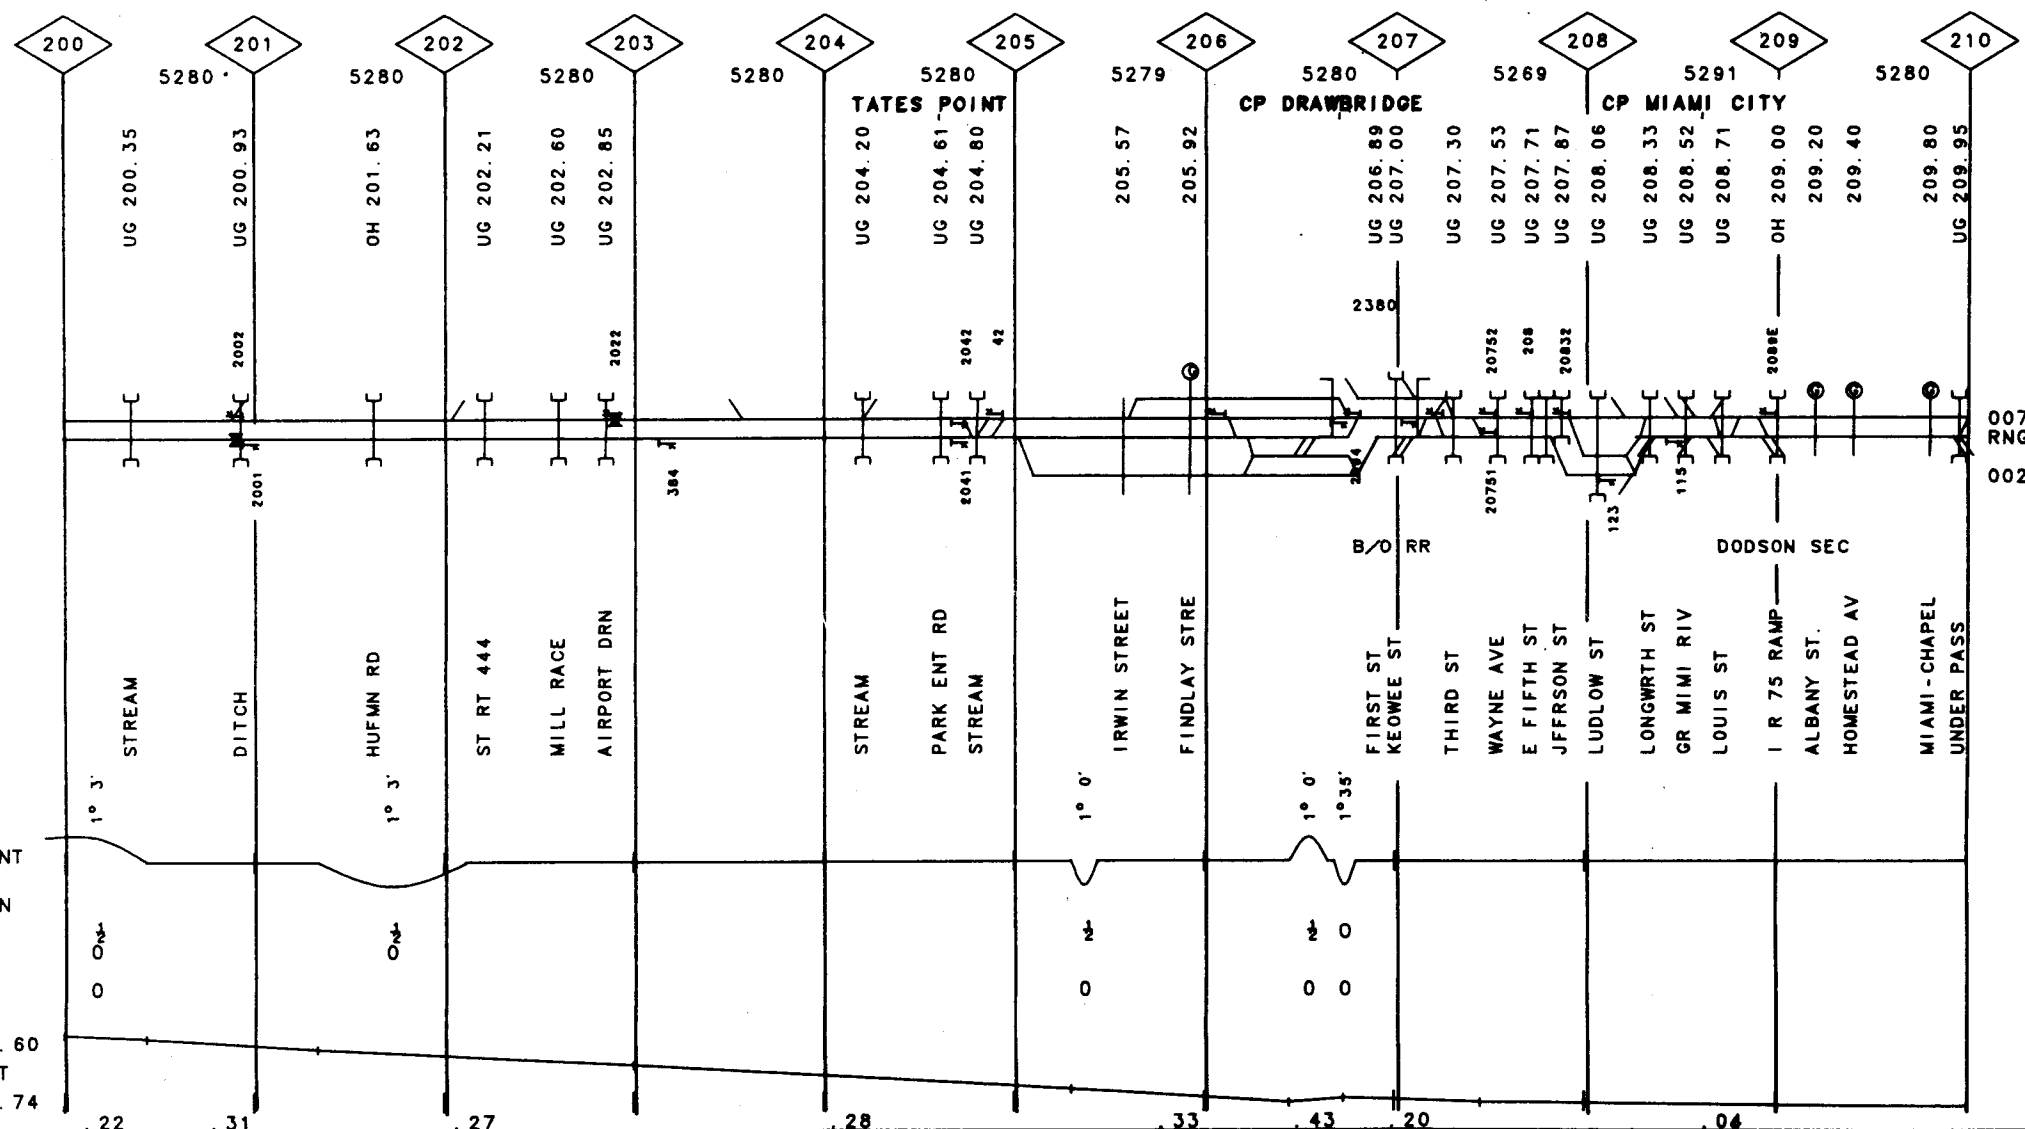 200 201 202 203 204 205 206 207 208 209 210
5280 5280 5280 5280 5280 5279 5280 5269 5291 5280
TATES POINT CP DRAWBRIDGE CP MIAMI CITY
UG 200.35
UG 200.93
OH 201.63
UG 202.21
UG 202.60
UG 202.85
UG 204.20
UG 204.61
UG 204.80
205.57
205.92
UG 206.89
UG 207.00
UG 207.30
UG 207.53
UG 207.71
UG 207.87
UG 208.06
UG 208.33
UG 208.52
UG 208.71
OH 209.00
209.20
209.40
209.80
UG 209.95
2380
2002
2022
2042
42
20752
208
20832
2089E
G G G G
007
RNG
002
2001
384
2041
20751
123
115
B/O RR DODSON SEC
STREAM
DITCH
HUFMN RD
ST RT 444
MILL RACE
AIRPORT DRN
STREAM
PARK ENT RD
STREAM
IRWIN STREET
FINDLAY STRE
FIRST ST
KEOWEE ST
THIRD ST
WAYNE AVE
E FIFTH ST
JFFRSON ST
LUDLOW ST
LONGWRTH ST
GR MIMI RIV
LOUIS ST
I R 75 RAMP
ALBANY ST.
HOMESTEAD AV
MIAMI-CHAPEL
UNDER PASS
1° 3'
1° 3'
1° 0'
1° 0'
1°35'
NT
N
0½ 0½ ½ ½ 0
0 0 0 0
.60
T
.74
.22 .31 .27 .28 .33 .43 .20 .04